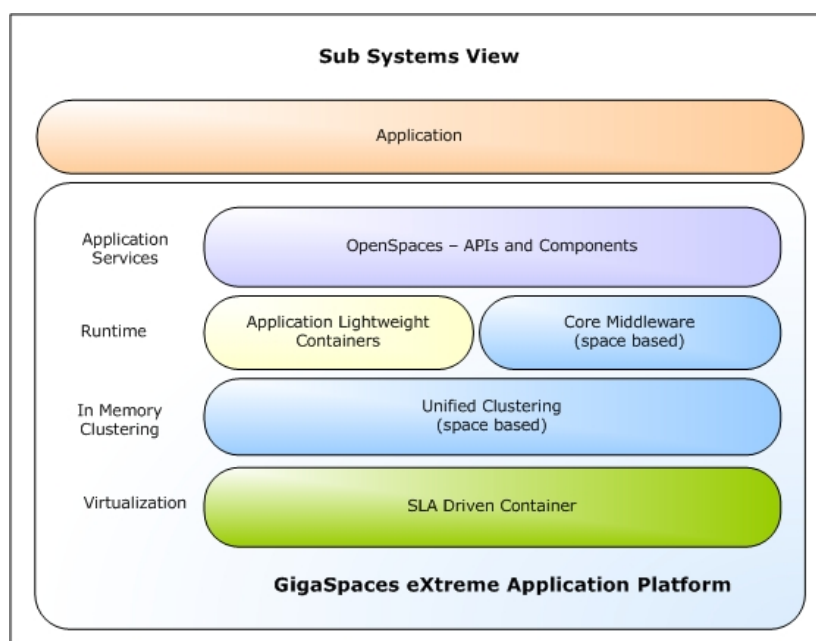 Sub Systems View
Application
Application
Services
OpenSpaces – APIs and Components
Runtime
Application Lightweight
Containers
Core Middleware
(space based)
In Memory
Clustering
Unified Clustering
(space based)
Virtualization
SLA Driven Container
GigaSpaces eXtreme Application Platform